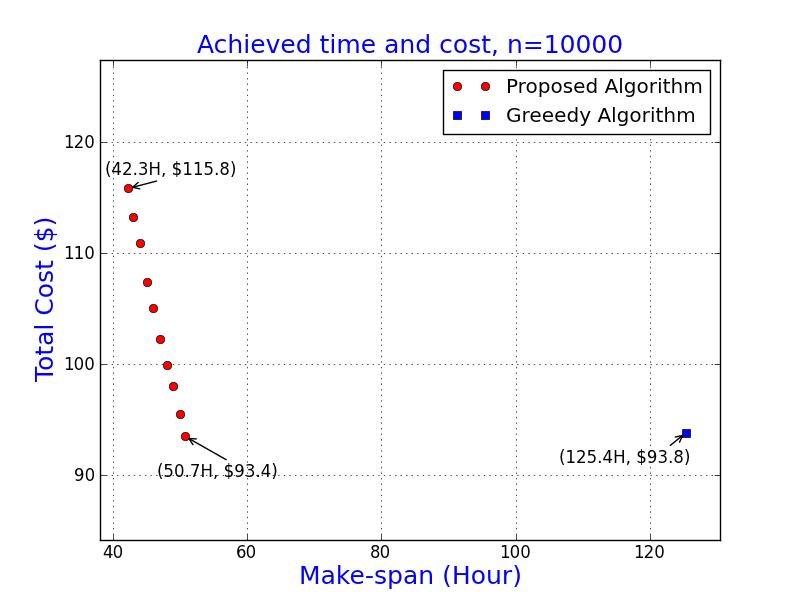 Achieved time and cost, n=10000
Proposed Algorithm
Greeedy Algorithm
120
(42.3H, $115.8)
110
Total Cost ($)
100
(125.4H, $93.8)
(50.7H, $93.4)
90
40 60 80 100 120
Make-span (Hour)